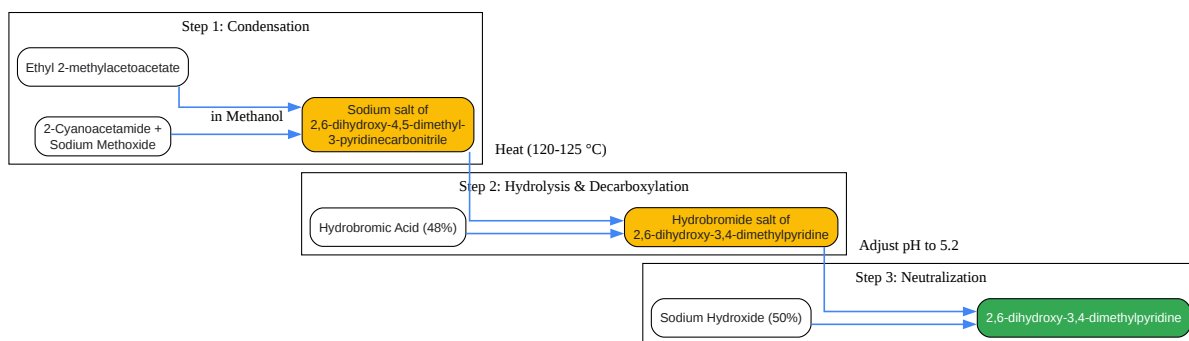 Step 1: Condensation
Ethyl 2-methylacetoacetate
2-Cyanoacetamide +
Sodium Methoxide
in Methanol
Sodium salt of
2,6-dihydroxy-4,5-dimethyl-
3-pyridinecarbonitrile
Heat (120-125 °C)
Step 2: Hydrolysis & Decarboxylation
Hydrobromic Acid (48%)
Hydrobromide salt of
2,6-dihydroxy-3,4-dimethylpyridine
Adjust pH to 5.2
Step 3: Neutralization
Sodium Hydroxide (50%)
2,6-dihydroxy-3,4-dimethylpyridine